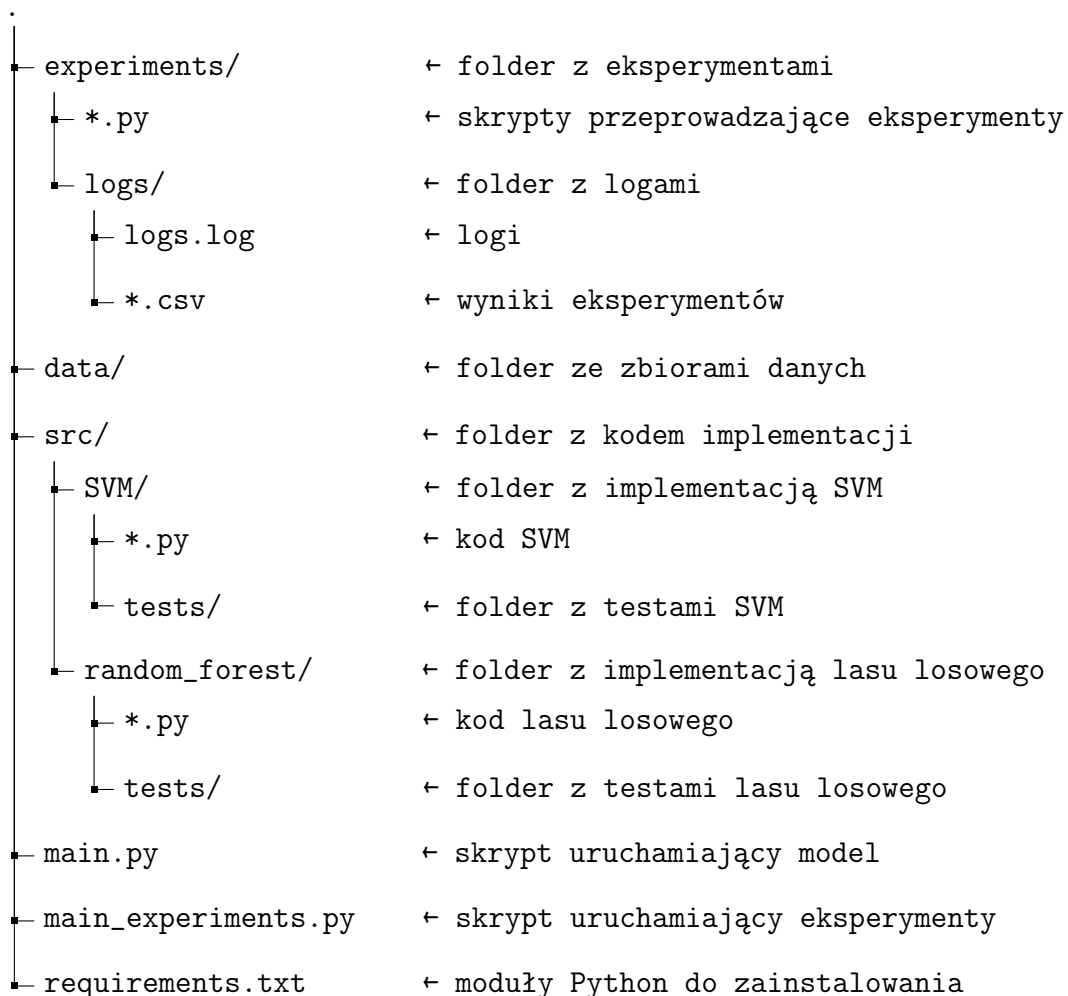 .
experiments/ ← folder z eksperymentami
*.py ← skrypty przeprowadzające eksperymenty
logs/ ← folder z logami
logs.log ← logi
*.csv ← wyniki eksperymentów
data/ ← folder ze zbiorami danych
src/ ← folder z kodem implementacji
SVM/ ← folder z implementacją SVM
*.py ← kod SVM
tests/ ← folder z testami SVM
random_forest/ ← folder z implementacją lasu losowego
*.py ← kod lasu losowego
tests/ ← folder z testami lasu losowego
main.py ← skrypt uruchamiający model
main_experiments.py ← skrypt uruchamiający eksperymenty
requirements.txt ← moduły Python do zainstalowania